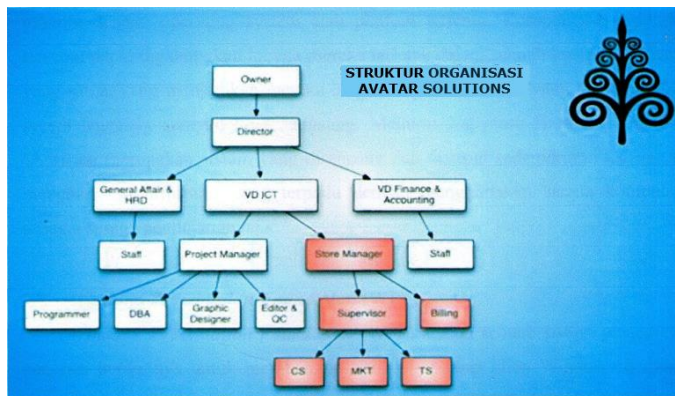 STRUKTUR ORGANISASI
AVATAR SOLUTIONS
Owner
Director
General Affair &
HRD
VD ICT
VD Finance &
Accounting
Staff
Project Manager
Store Manager
Staff
Programmer
DBA
Graphic
Designer
Editor &
QC
Supervisor
Billing
CS
MKT
TS